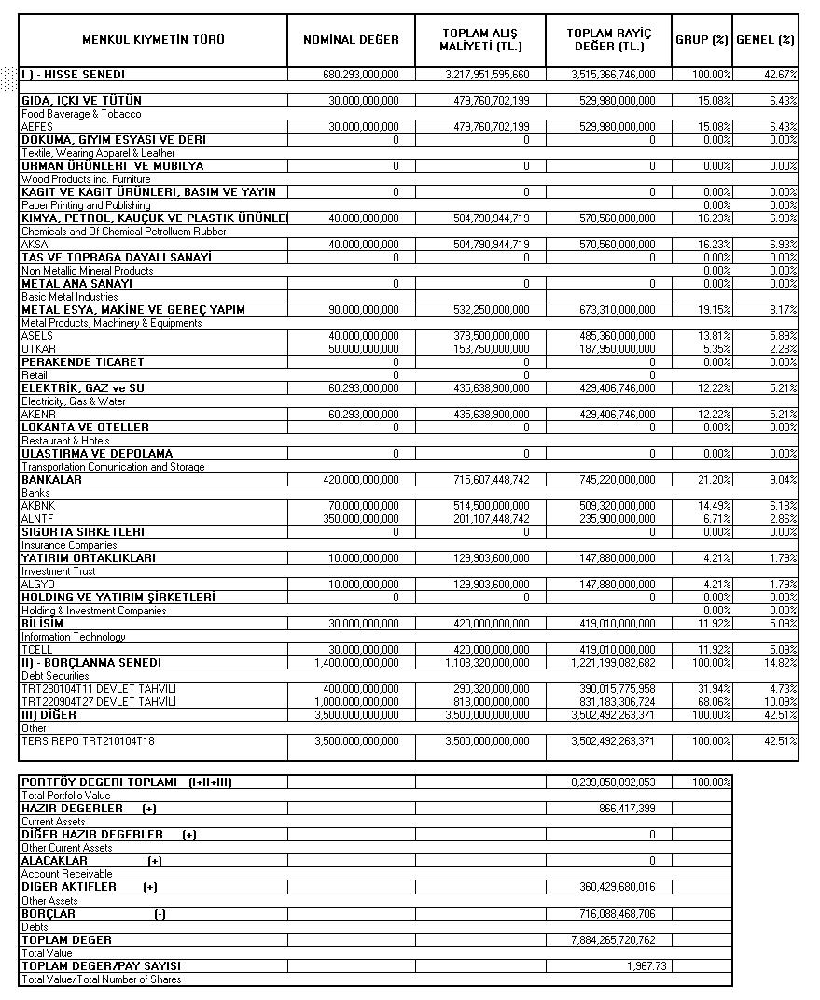 MENKUL KIYMETİN TÜRÜ NOMİNAL DEĞER TOPLAM ALIŞ MALİYETİ (TL.) TOPLAM RAYİÇ DEĞER (TL.) GRUP (%) GENEL (%)
I ) - HISSE SENEDI 680,293,000,000 3,217,951,595,660 3,515,366,746,000 100.00% 42.67%
GIDA, IÇKI VE TÜTÜN 30,000,000,000 479,760,702,199 529,980,000,000 15.08% 6.43%
Food Baverage & Tobacco
AEFES 30,000,000,000 479,760,702,199 529,980,000,000 15.08% 6.43%
DOKUMA, GIYIM ESYASI VE DERI 0 0 0 0.00% 0.00%
Textile, Wearing Apparel & Leather
ORMAN ÜRÜNLERI VE MOBILYA 0 0 0 0.00% 0.00%
Wood Products inc. Furniture
KAGIT VE KAGIT ÜRÜNLERI, BASIM VE YAYIN 0 0 0 0.00% 0.00%
Paper Printing and Publishing 0.00% 0.00%
KIMYA, PETROL, KAUÇUK VE PLASTIK ÜRÜNLE 40,000,000,000 504,790,944,719 570,560,000,000 16.23% 6.93%
Chemicals and Of Chemical Petrolluem Rubber
AKSA 40,000,000,000 504,790,944,719 570,560,000,000 16.23% 6.93%
TAS VE TOPRAGA DAYALI SANAYİ 0 0 0 0.00% 0.00%
Non Metallic Mineral Products 0.00% 0.00%
METAL ANA SANAYI 0 0 0 0.00% 0.00%
Basic Metal Industries
METAL ESYA, MAKİNE VE GEREÇ YAPIM 90,000,000,000 532,250,000,000 673,310,000,000 19.15% 8.17%
Metal Products, Machinery & Equipments
ASELS 40,000,000,000 378,500,000,000 485,360,000,000 13.81% 5.89%
OTKAR 50,000,000,000 153,750,000,000 187,950,000,000 5.35% 2.28%
PERAKENDE TICARET 0 0 0 0.00% 0.00%
Retail 0 0 0
ELEKTRİK, GAZ ve SU 60,293,000,000 435,638,900,000 429,406,746,000 12.22% 5.21%
Electricity, Gas & Water
AKENR 60,293,000,000 435,638,900,000 429,406,746,000 12.22% 5.21%
LOKANTA VE OTELLER 0 0 0 0.00% 0.00%
Restaurant & Hotels
ULASTIRMA VE DEPOLAMA 0 0 0 0.00% 0.00%
Transportation Comunication and Storage
BANKALAR 420,000,000,000 715,607,448,742 745,220,000,000 21.20% 9.04%
Banks
AKBNK 70,000,000,000 514,500,000,000 509,320,000,000 14.49% 6.18%
ALNTF 350,000,000,000 201,107,448,742 235,900,000,000 6.71% 2.86%
SIGORTA SIRKETLERI 0 0 0 0.00% 0.00%
Insurance Companies
YATIRIM ORTAKLIKLARI 10,000,000,000 129,903,600,000 147,880,000,000 4.21% 1.79%
Investment Trust
ALGYO 10,000,000,000 129,903,600,000 147,880,000,000 4.21% 1.79%
HOLDING VE YATIRIM ŞİRKETLERİ 0 0 0 0.00% 0.00%
Holding & Investment Companies 0.00% 0.00%
BİLİSİM 30,000,000,000 420,000,000,000 419,010,000,000 11.92% 5.09%
Information Technology
TCELL 30,000,000,000 420,000,000,000 419,010,000,000 11.92% 5.09%
II) - BORÇLANMA SENEDI 1,400,000,000,000 1,108,320,000,000 1,221,199,082,682 100.00% 14.82%
Debt Securities
TRT280104T11 DEVLET TAHVİLİ 400,000,000,000 290,320,000,000 390,015,775,958 31.94% 4.73%
TRT220904T27 DEVLET TAHVİLİ 1,000,000,000,000 818,000,000,000 831,183,306,724 68.06% 10.09%
III) DİĞER 3,500,000,000,000 3,500,000,000,000 3,502,492,263,371 100.00% 42.51%
Other
TERS REPO TRT210104T18 3,500,000,000,000 3,500,000,000,000 3,502,492,263,371 100.00% 42.51%
PORTFÖY DEGERI TOPLAMI (I+II+III) 8,239,058,092,053 100.00%
Total Portfolio Value
HAZIR DEGERLER (+) 866,417,399
Current Assets
DİĞER HAZIR DEGERLER (+) 0
Other Current Assets
ALACAKLAR (+) 0
Account Receivable
DIGER AKTIFLER (+) 360,429,680,016
Other Assets
BORÇLAR (-) 716,088,468,706
Debts
TOPLAM DEGER 7,884,265,720,762
Total Value
TOPLAM DEGER/PAY SAYISI 1,967.73
Total Value/Total Number of Shares